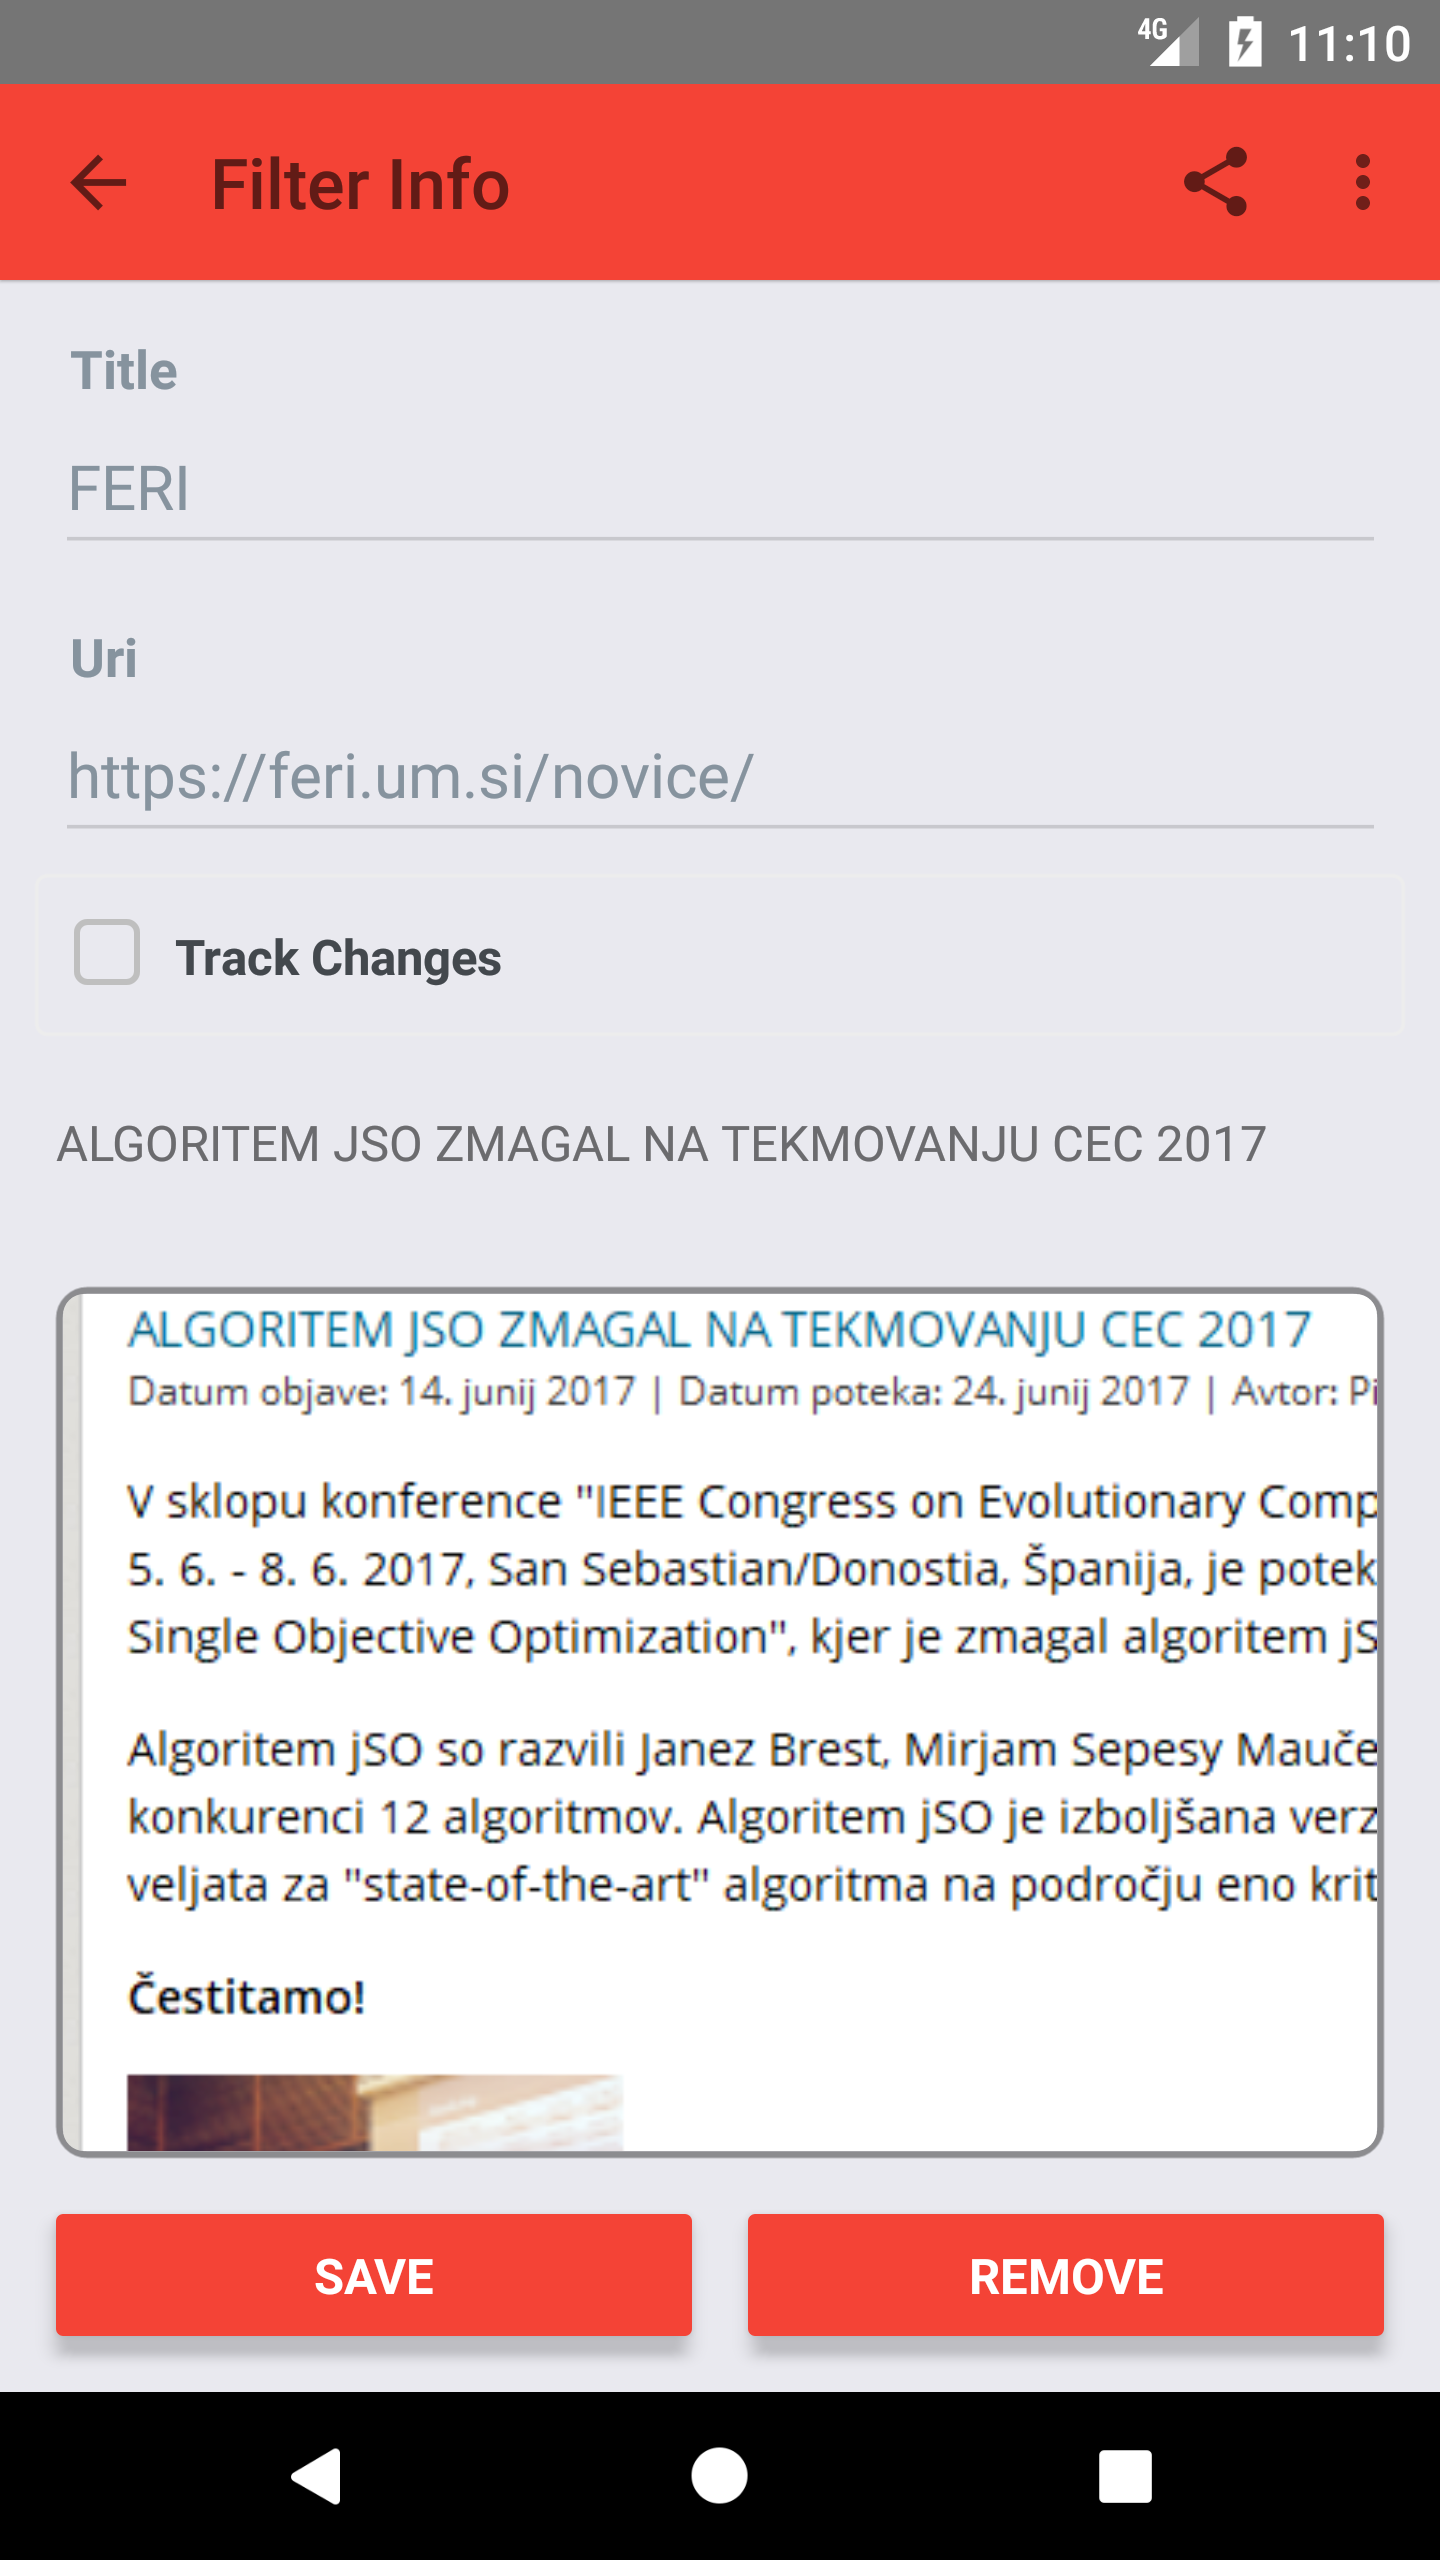 4G 11:10
Filter Info
Title
FERI
Uri
https://feri.um.si/novice/
Track Changes
ALGORITEM JSO ZMAGAL NA TEKMOVANJU CEC 2017
ALGORITEM JSO ZMAGAL NA TEKMOVANJU CEC 2017
Datum objave: 14. junij 2017 | Datum poteka: 24. junij 2017 | Avtor: Pi
V sklopu konference "IEEE Congress on Evolutionary Comp
5. 6. - 8. 6. 2017, San Sebastian/Donostia, Španija, je potek
Single Objective Optimization", kjer je zmagal algoritem jS
Algoritem jSO so razvili Janez Brest, Mirjam Sepesy Mauče
konkurenci 12 algoritmov. Algoritem jSO je izboljšana verz
veljata za "state-of-the-art" algoritma na področju eno krit
Čestitamo!
SAVE REMOVE